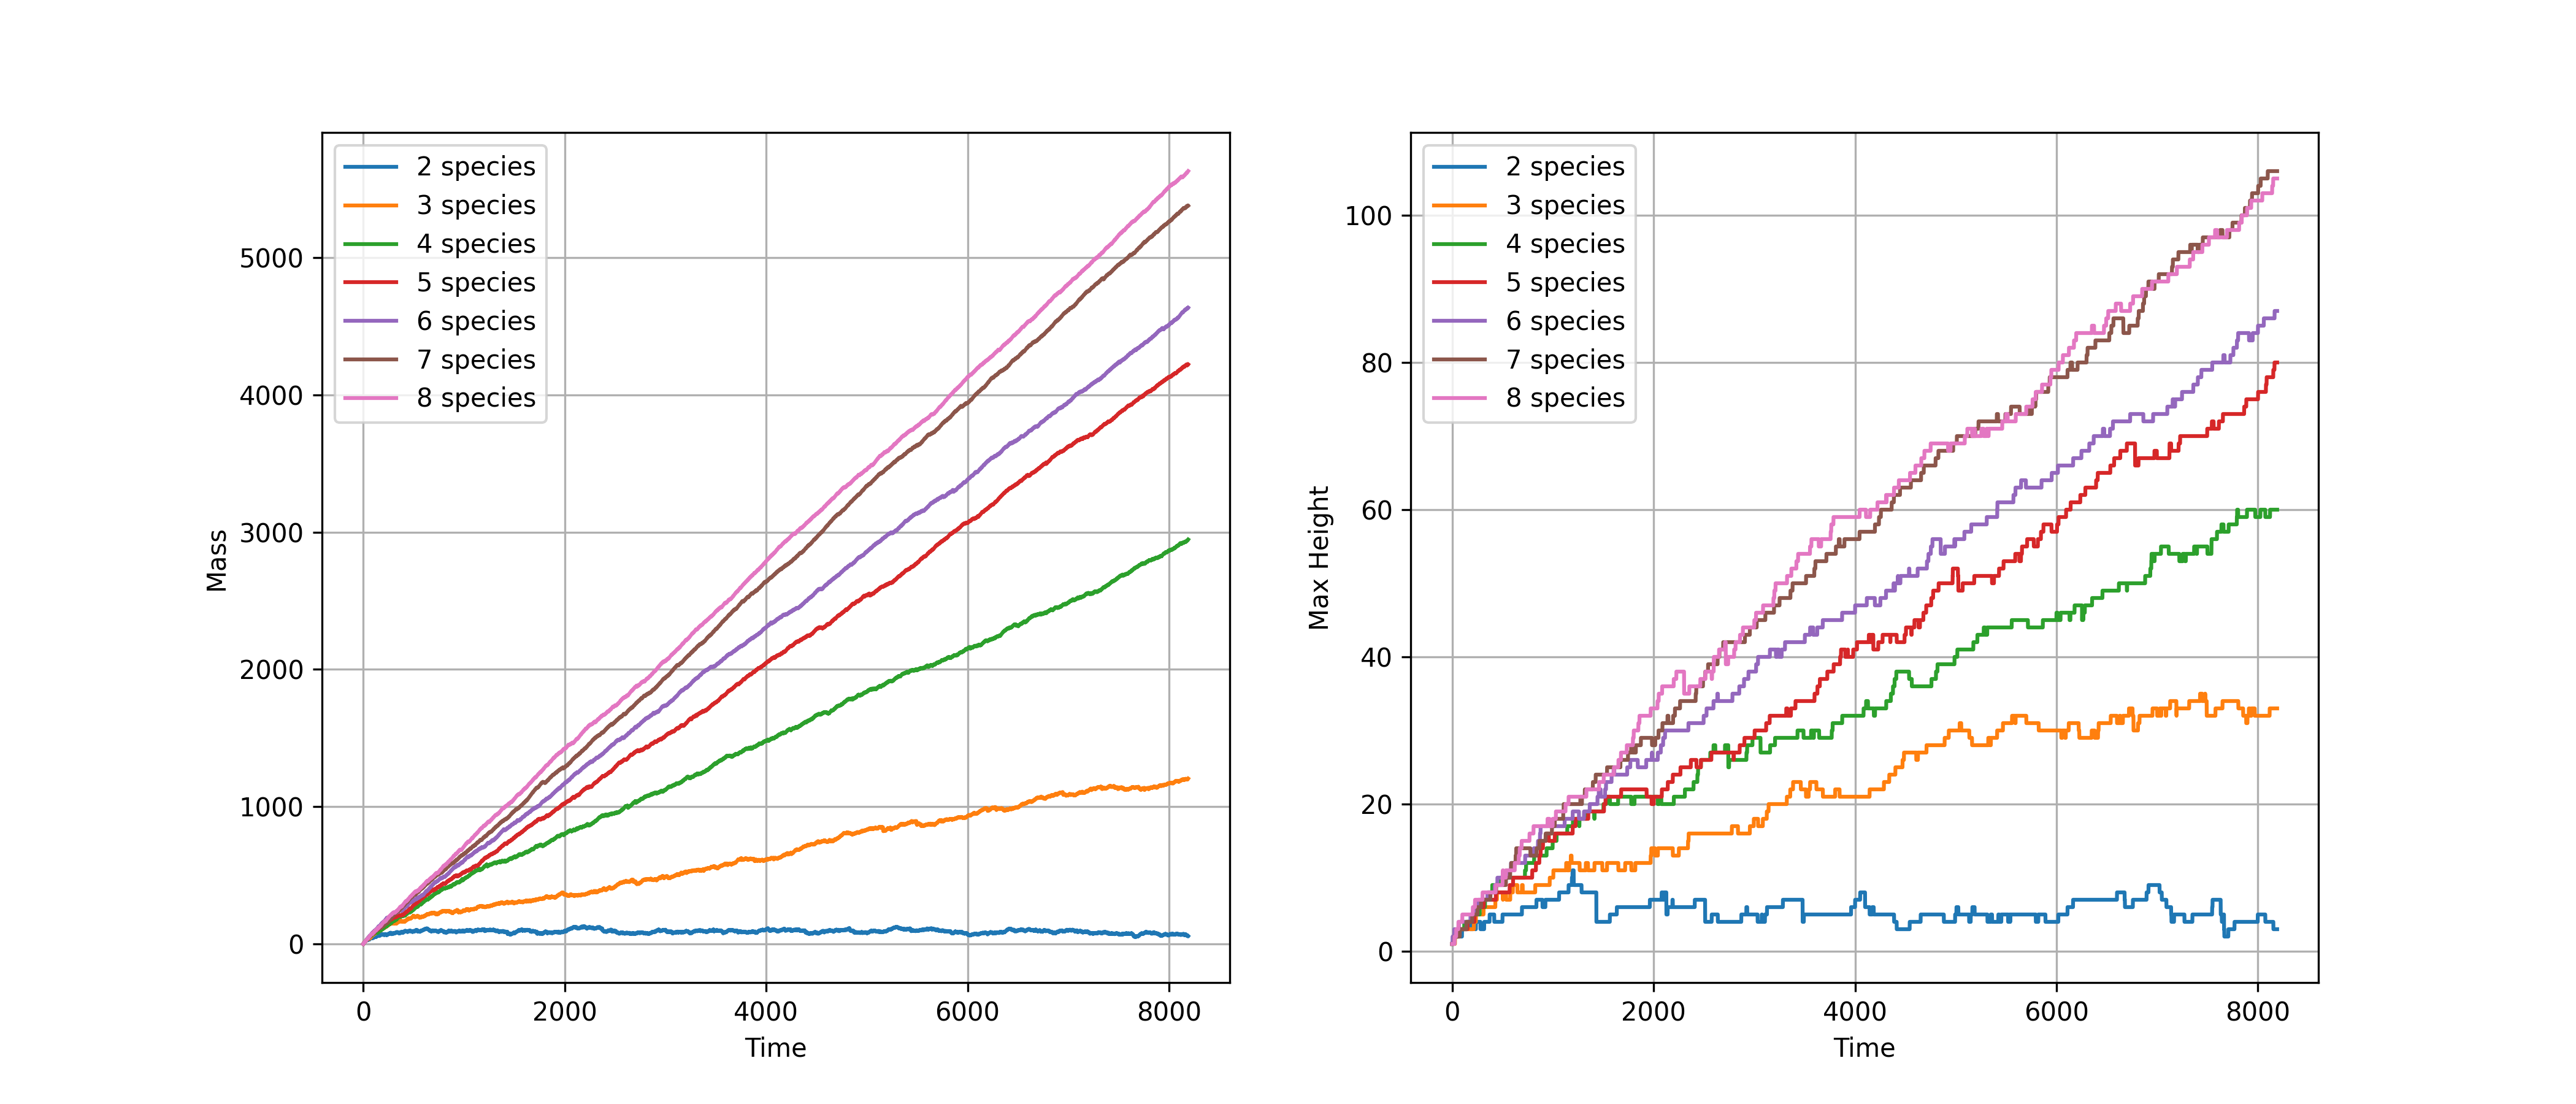 2 species
3 species
4 species
5 species
6 species
7 species
8 species
5000
4000
3000
2000
1000
0
Mass
0 2000 4000 6000 8000
Time
2 species
3 species
4 species
5 species
6 species
7 species
8 species
100
80
60
40
20
0
Max Height
0 2000 4000 6000 8000
Time